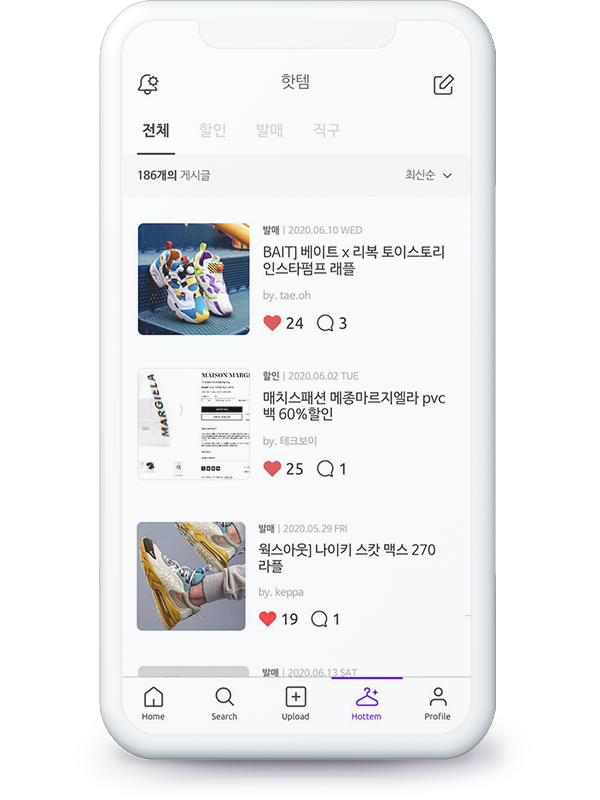 핫템
전체 할인 발매 직구
186개의 게시글 최신순
발매 | 2020.06.10 WED
BAIT] 베이트 x 리복 토이스토리
인스타펌프 래플
by. tae.oh
24 3
MARGIELA
MAISON MARGI
할인 | 2020.06.02 TUE
매치스패션 메종마르지엘라 pvc
백 60%할인
by. 테크보이
25 1
발매 | 2020.05.29 FRI
웍스아웃] 나이키 스캇 맥스 270
라플
by. keppa
19 1
발매 | 2020.06.13 SAT
Home Search Upload Hottem Profile